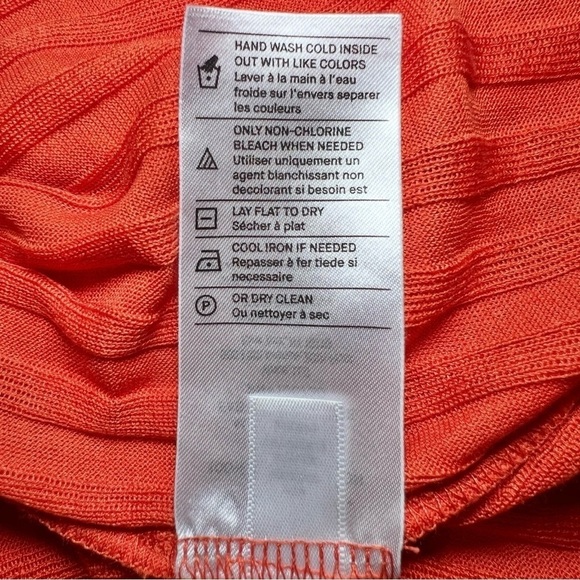 HAND WASH COLD INSIDE
OUT WITH LIKE COLORS
Laver à la main à l'eau
froide sur l'envers separer
les couleurs
ONLY NON-CHLORINE
BLEACH WHEN NEEDED
Utiliser uniquement un
agent blanchissant non
decolorant si besoin est
LAY FLAT TO DRY
Sécher à plat
COOL IRON IF NEEDED
Repasser à fer tiede si
necessaire
P
OR DRY CLEAN
Ou nettoyer à sec